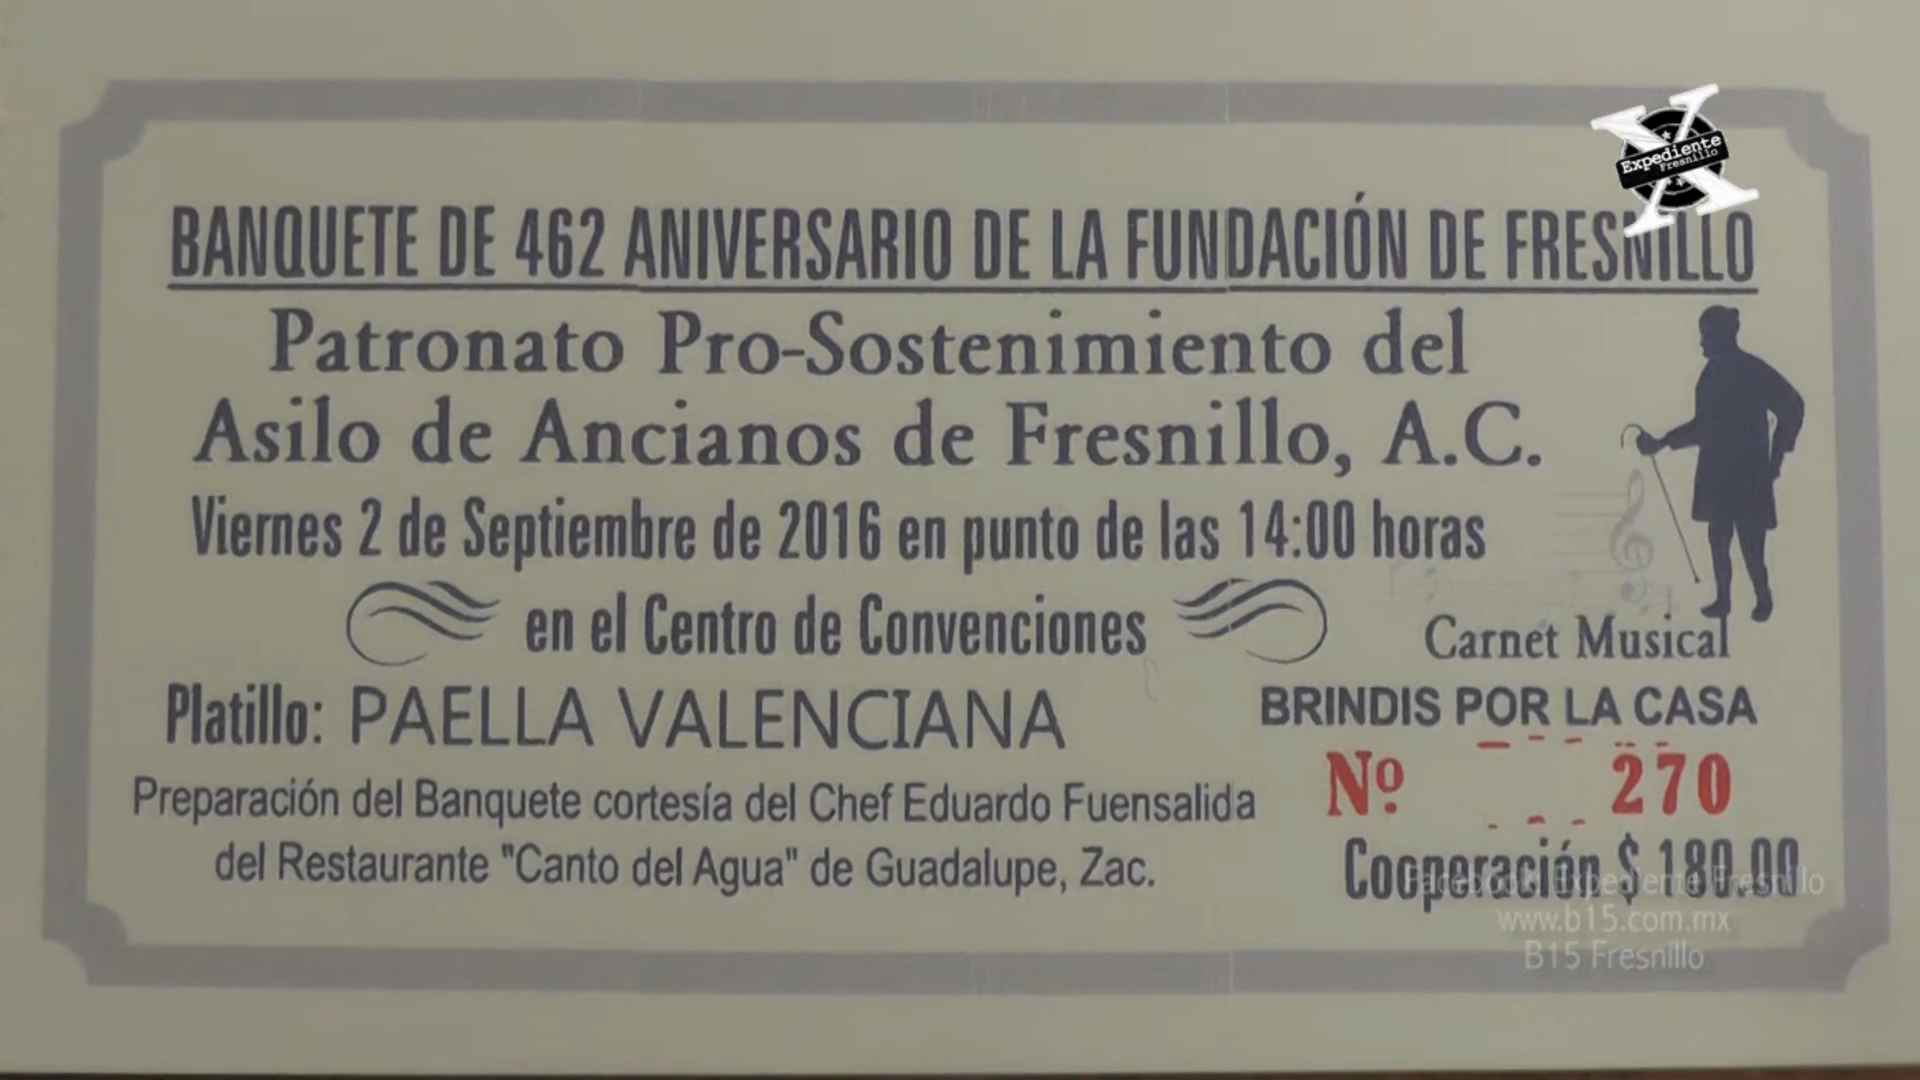 Expediente
Fresnillo
BANQUETE DE 462 ANIVERSARIO DE LA FUNDACIÓN DE FRESNILLO
Patronato Pro-Sostenimiento del
Asilo de Ancianos de Fresnillo, A.C.
Viernes 2 de Septiembre de 2016 en punto de las 14:00 horas
en el Centro de Convenciones
Carnet Musical
Platillo: PAELLA VALENCIANA
BRINDIS POR LA CASA
Nº 270
Preparación del Banquete cortesía del Chef Eduardo Fuensalida
del Restaurante "Canto del Agua" de Guadalupe, Zac.
Cooperación $ 180.00
Facebook/ Expediente Fresnillo
www.b15.com.mx
B15 Fresnillo